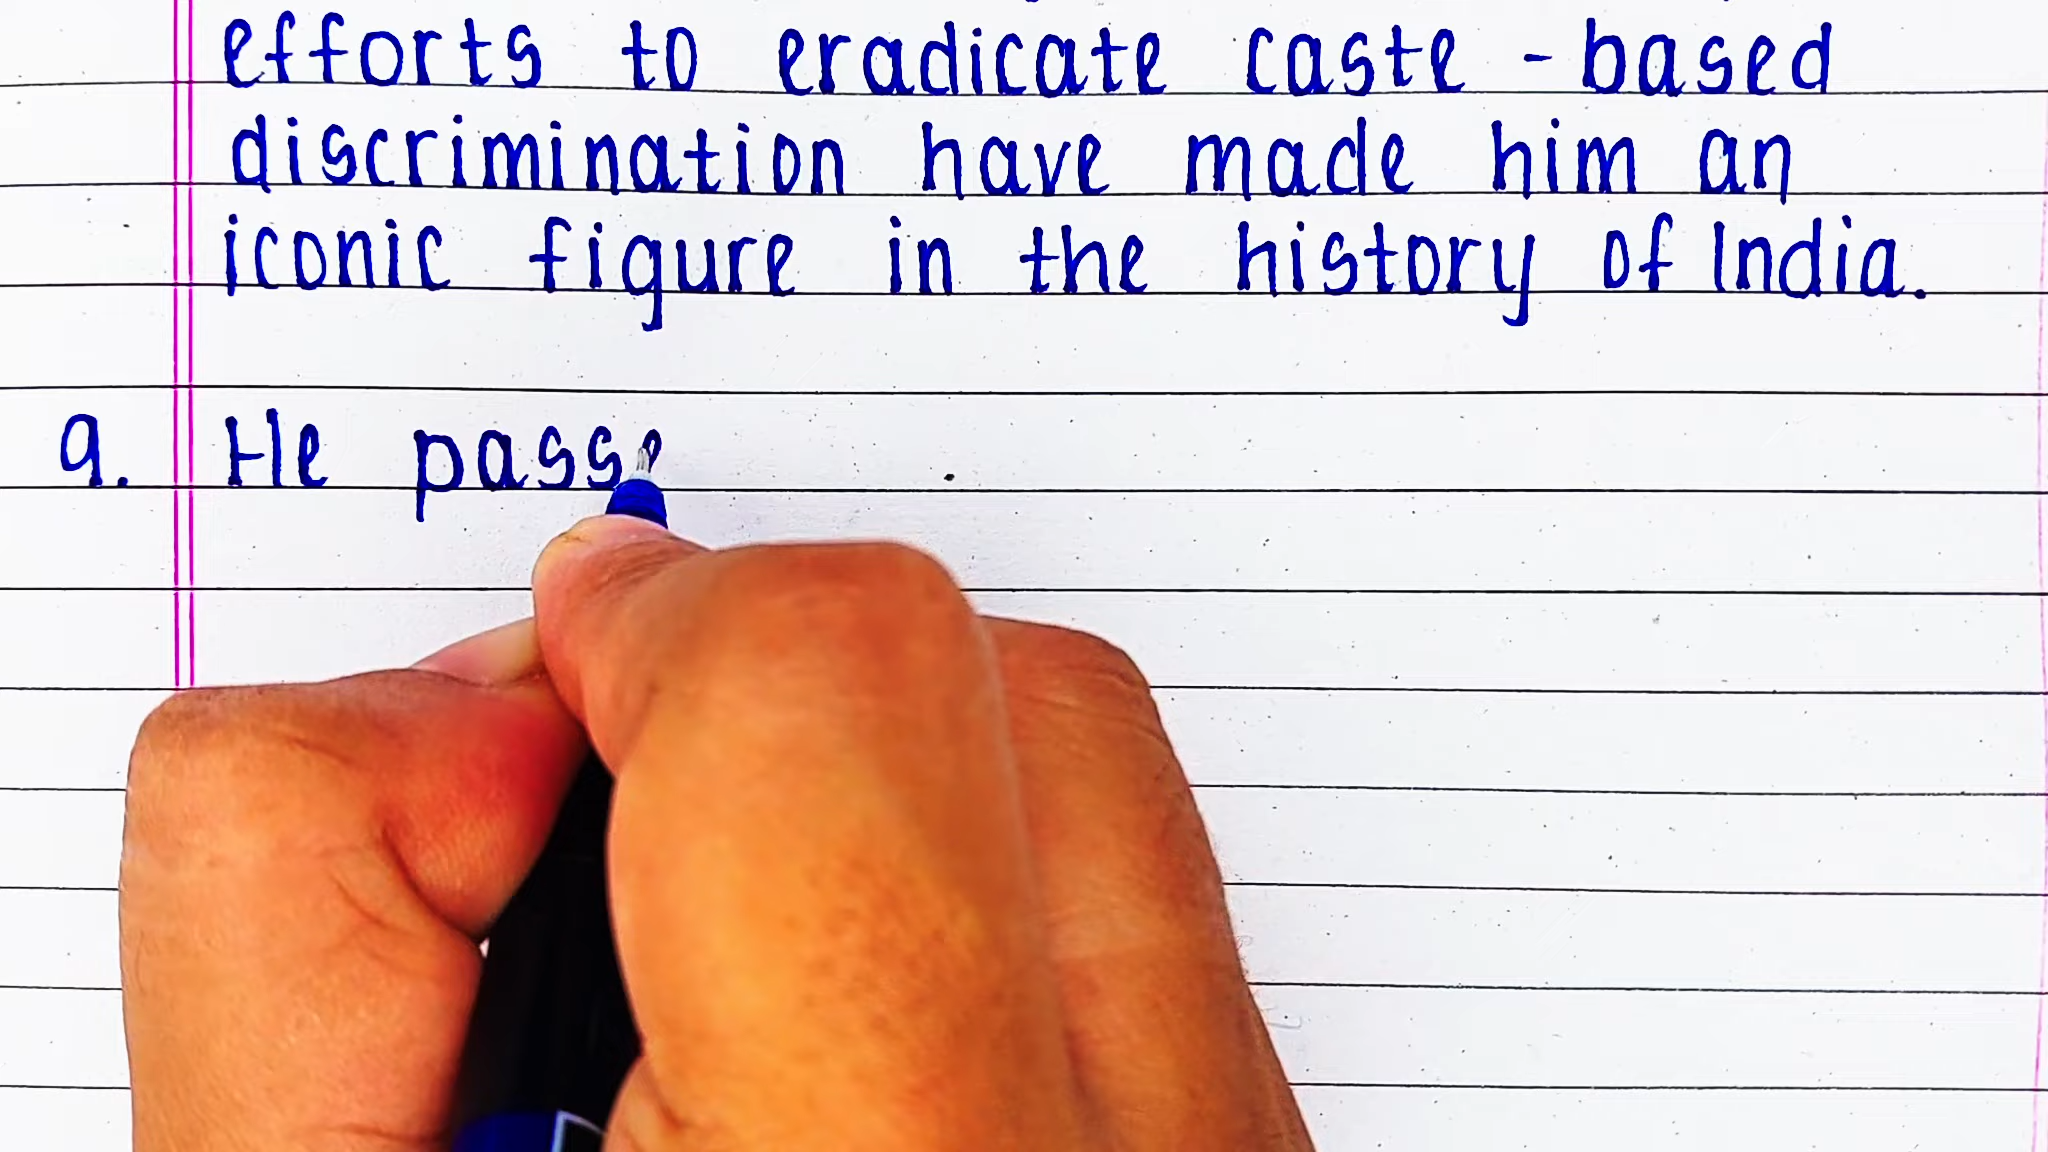 efforts to eradicate caste - based
discrimination have made him an
iconic figure in the history of India.
9. He passe